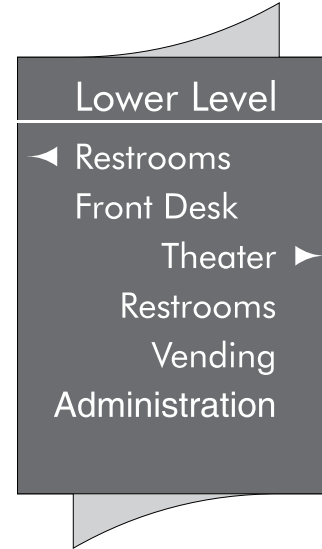 Lower Level
Restrooms
Front Desk
Theater
Restrooms
Vending
Administration